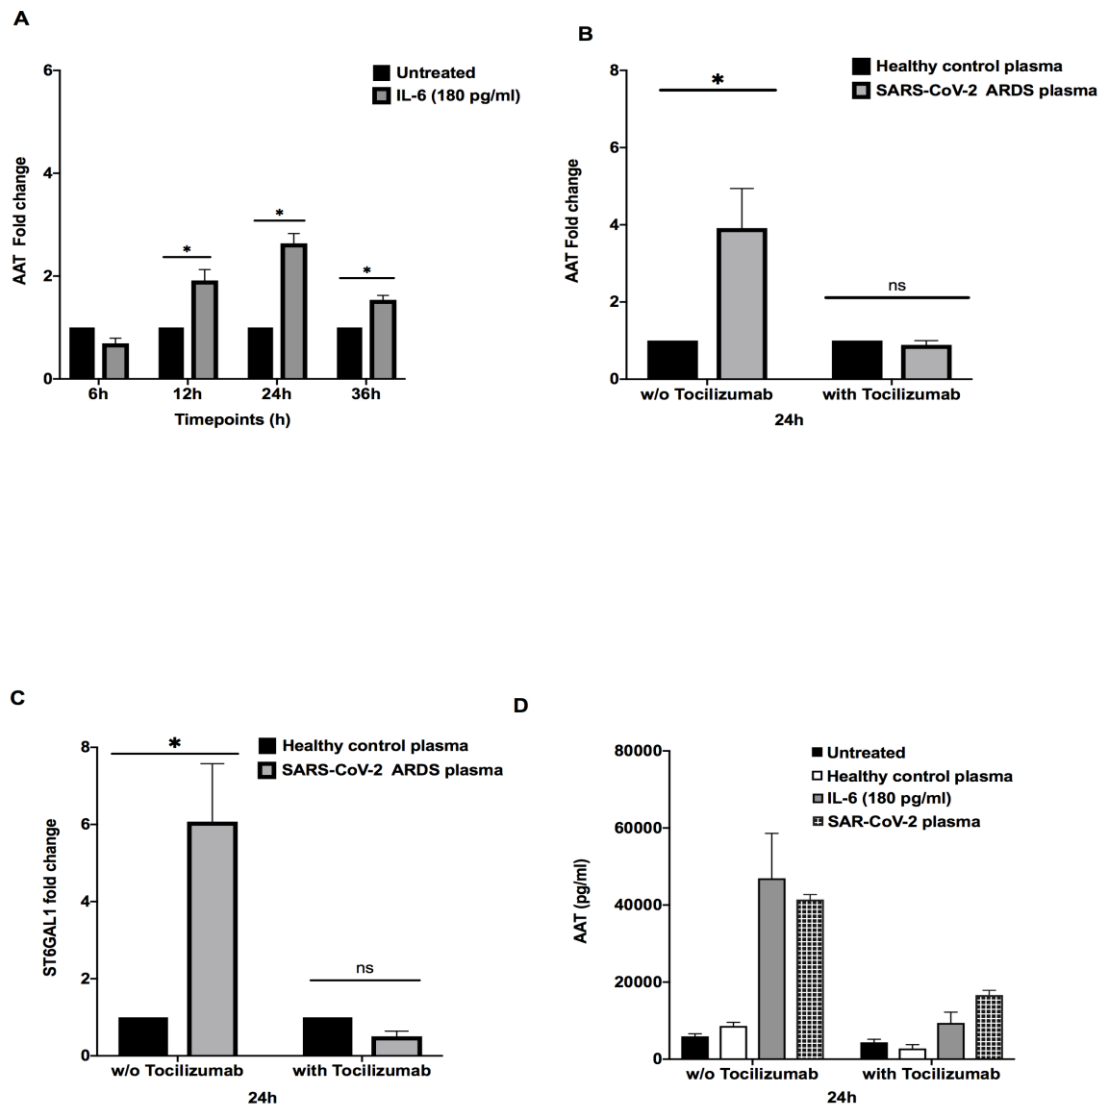 A
6
4
2
0
AAT Fold change
Untreated
IL-6 (180 pg/ml)
*
*
*
6h 12h 24h 36h
Timepoints (h)
B
8
6
4
2
0
AAT Fold change
Healthy control plasma
SARS-CoV-2 ARDS plasma
*
ns
w/o Tocilizumab with Tocilizumab
24h
C
8
6
4
2
0
ST6GAL1 fold change
Healthy control plasma
SARS-CoV-2 ARDS plasma
*
ns
w/o Tocilizumab with Tocilizumab
24h
D
80000
60000
40000
20000
0
AAT (pg/ml)
Untreated
Healthy control plasma
IL-6 (180 pg/ml)
SAR-CoV-2 plasma
w/o Tocilizumab with Tocilizumab
24h